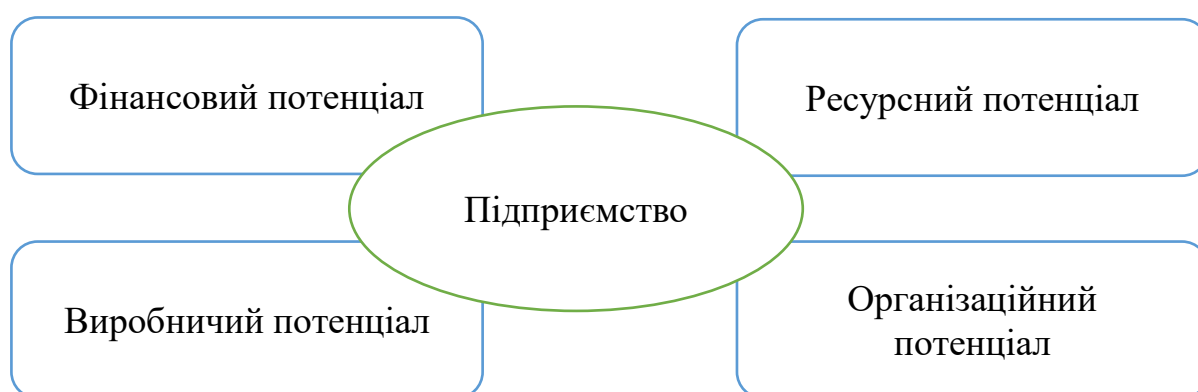 Фінансовий потенціал
Ресурсний потенціал
Підприємство
Виробничий потенціал
Організаційний
потенціал